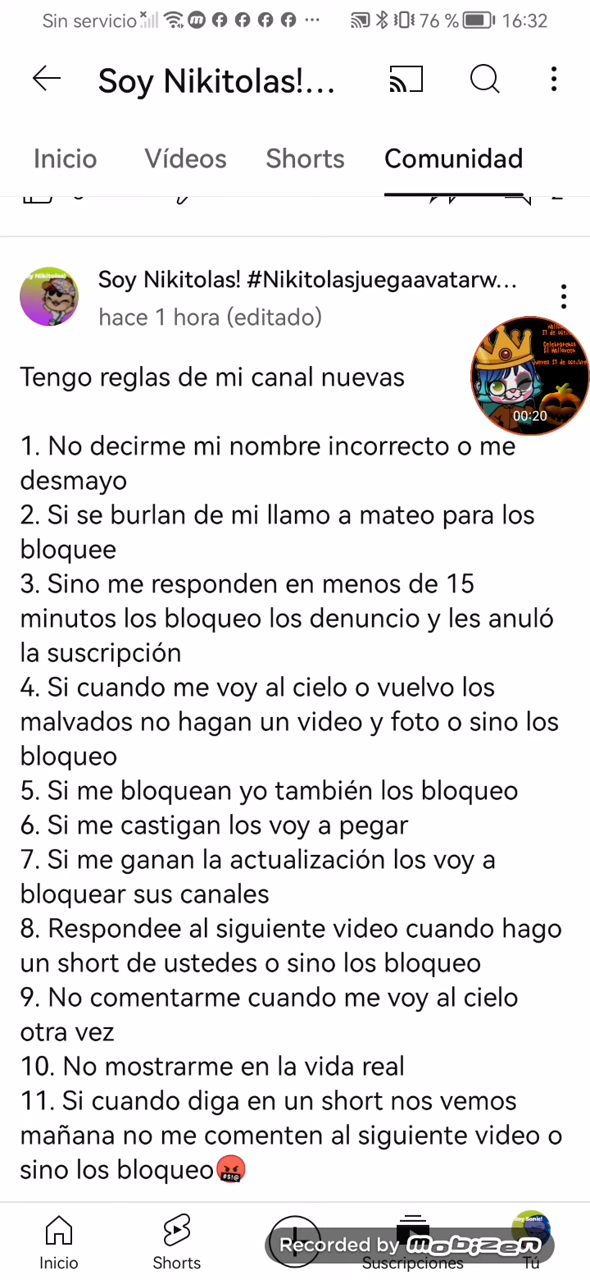 Sin servicio 76 % 16:32
Soy Nikitolas!...
Inicio Vídeos Shorts Comunidad
Soy Nikitolas! #Nikitolasjuegaavatarw...
hace 1 hora (editado)
00:20
Tengo reglas de mi canal nuevas
1. No decirme mi nombre incorrecto o me
desmayo
2. Si se burlan de mi llamo a mateo para los
bloquee
3. Sino me responden en menos de 15
minutos los bloqueo los denuncio y les anuló
la suscripción
4. Si cuando me voy al cielo o vuelvo los
malvados no hagan un video y foto o sino los
bloqueo
5. Si me bloquean yo también los bloqueo
6. Si me castigan los voy a pegar
7. Si me ganan la actualización los voy a
bloquear sus canales
8. Respondee al siguiente video cuando hago
un short de ustedes o sino los bloqueo
9. No comentarme cuando me voy al cielo
otra vez
10. No mostrarme en la vida real
11. Si cuando diga en un short nos vemos
mañana no me comenten al siguiente video o
sino los bloqueo🤬
Recorded by mobizen
Inicio Shorts Suscripciones Tú